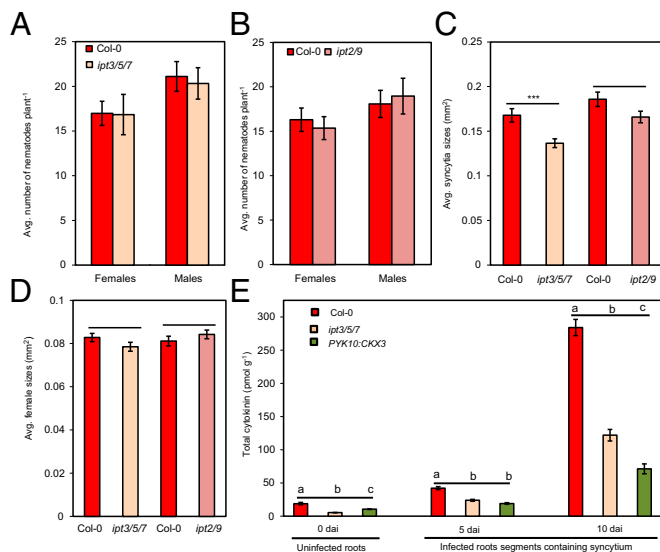 A
Avg. number of nematodes plant-1
25
20
15
10
5
0
Col-0
ipt3/5/7
Females Males
B
Avg. number of nematodes plant-1
25
20
15
10
5
0
Col-0 ipt2/9
Females Males
C
Avg. syncytia sizes (mm2)
0.25
0.2
0.15
0.1
0.05
0
***
Col-0 ipt3/5/7 Col-0 ipt2/9
D
Avg. female sizes (mm2)
0.1
0.08
0.06
0.04
0.02
0
Col-0 ipt3/5/7 Col-0 ipt2/9
E
Total cytokinin (pmol g-1)
300
250
200
150
100
50
0
Col-0
ipt3/5/7
PYK10:CKX3
a b c
a b b
a b c
0 dai 5 dai 10 dai
Uninfected roots Infected roots segments containing syncytium